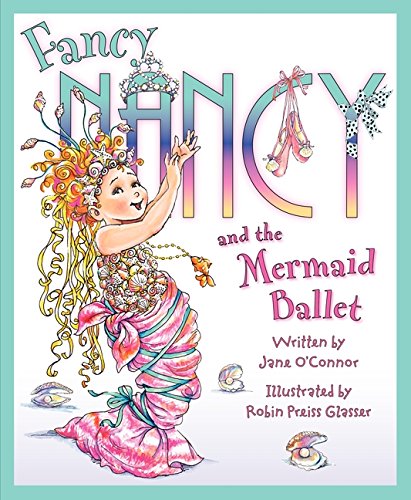 Fancy
NANCY
and the
Mermaid
Ballet
Written by
Jane O'Connor
Illustrated by
Robin Preiss Glasser